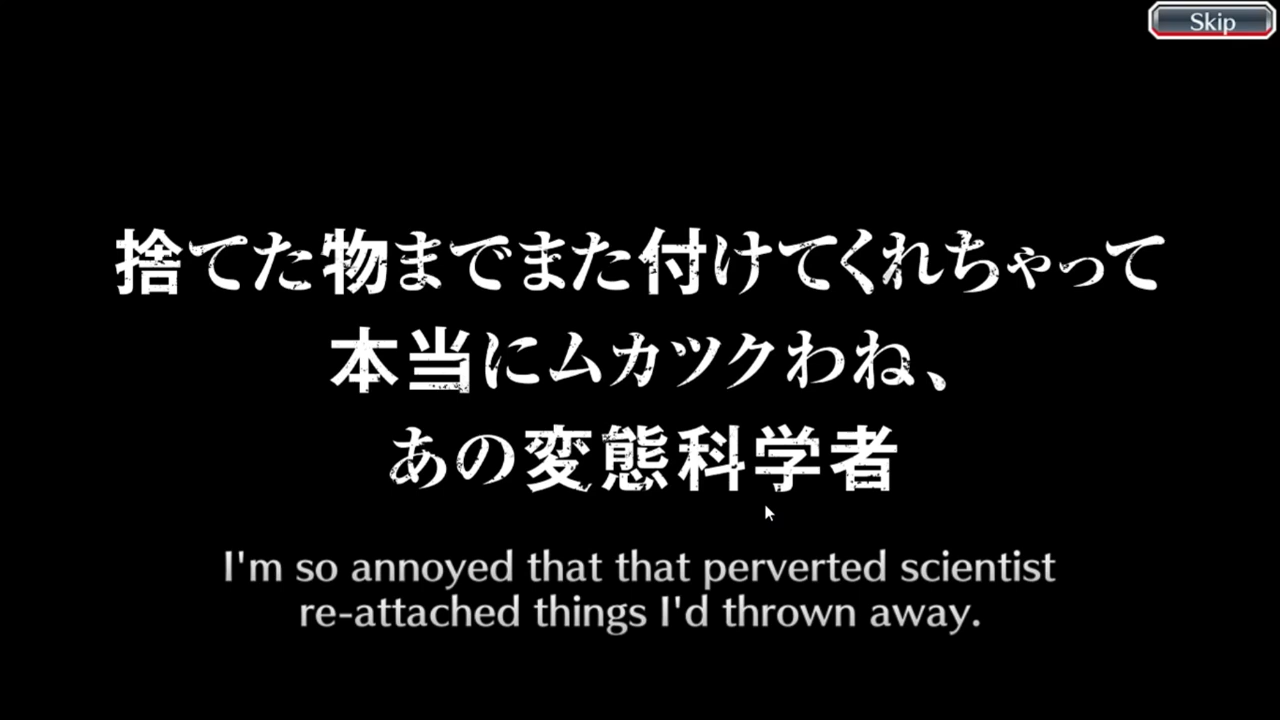 Skip
捨てた物までまた付けてくれちゃって
本当にムカツクわね、
あの変態科学者
I'm so annoyed that that perverted scientist
re-attached things I'd thrown away.